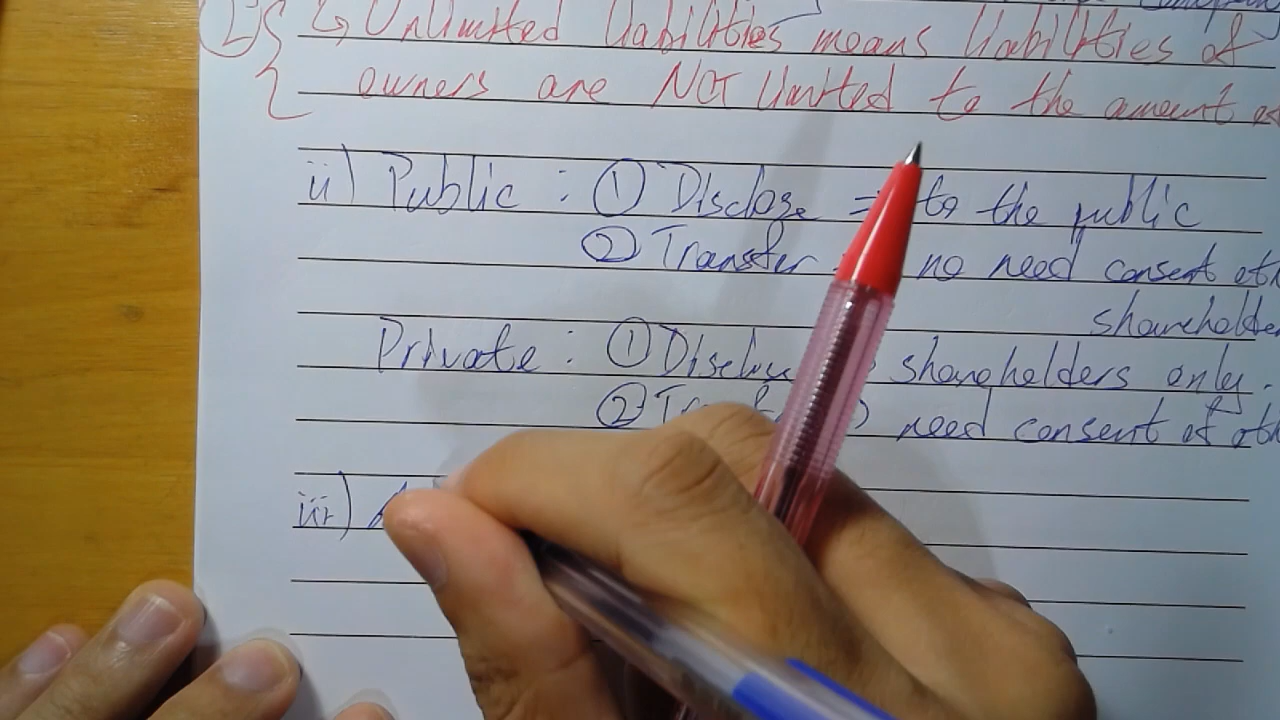 ↳ Unlimited liabilities means liabilities of
owners are NOT limited to the amount
ii) Public : ① Disclose = to the public
② Transfer no need consent
shareholder
Private : ① Disclose shareholders only.
② need consent of
iii)